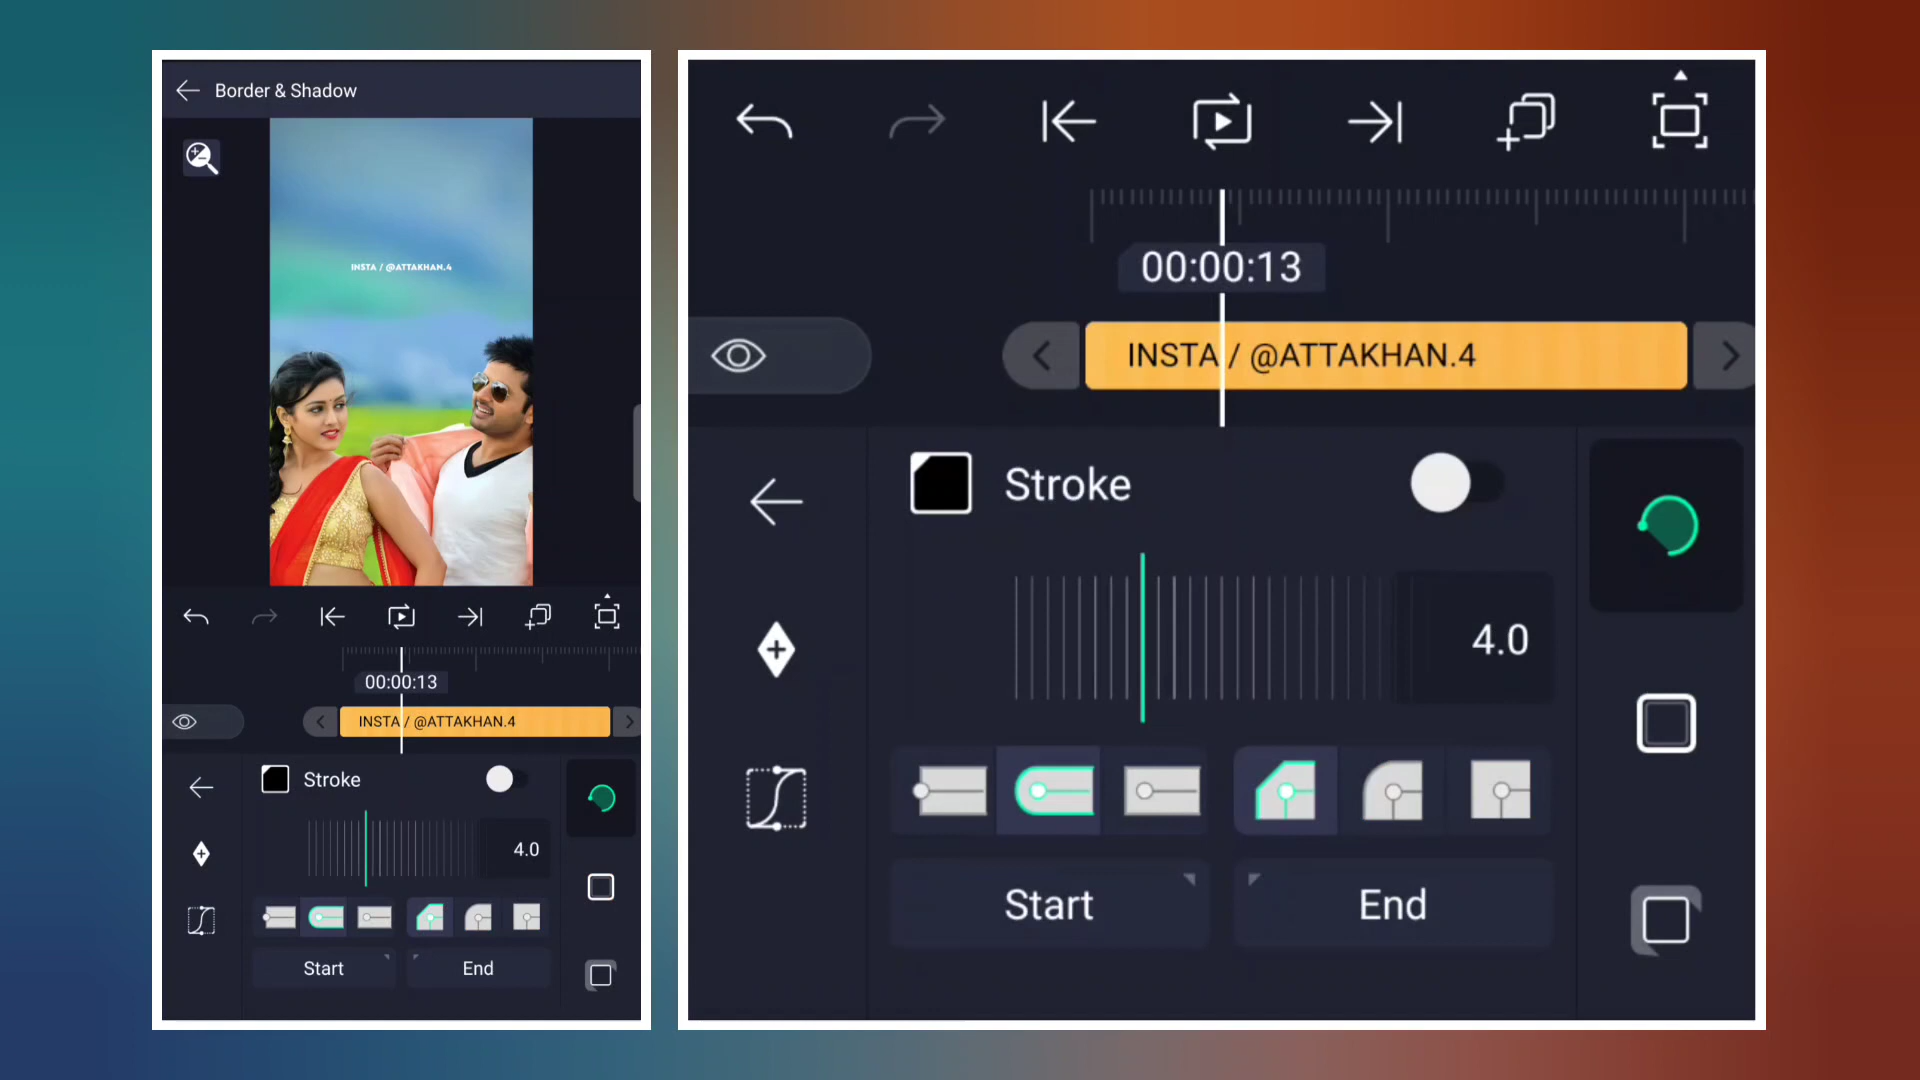 Border & Shadow
INSTA / @ATTAKHAN.4
00:00:13
INSTA / @ATTAKHAN.4
Stroke
4.0
Start
End
00:00:13
INSTA / @ATTAKHAN.4
Stroke
4.0
Start
End